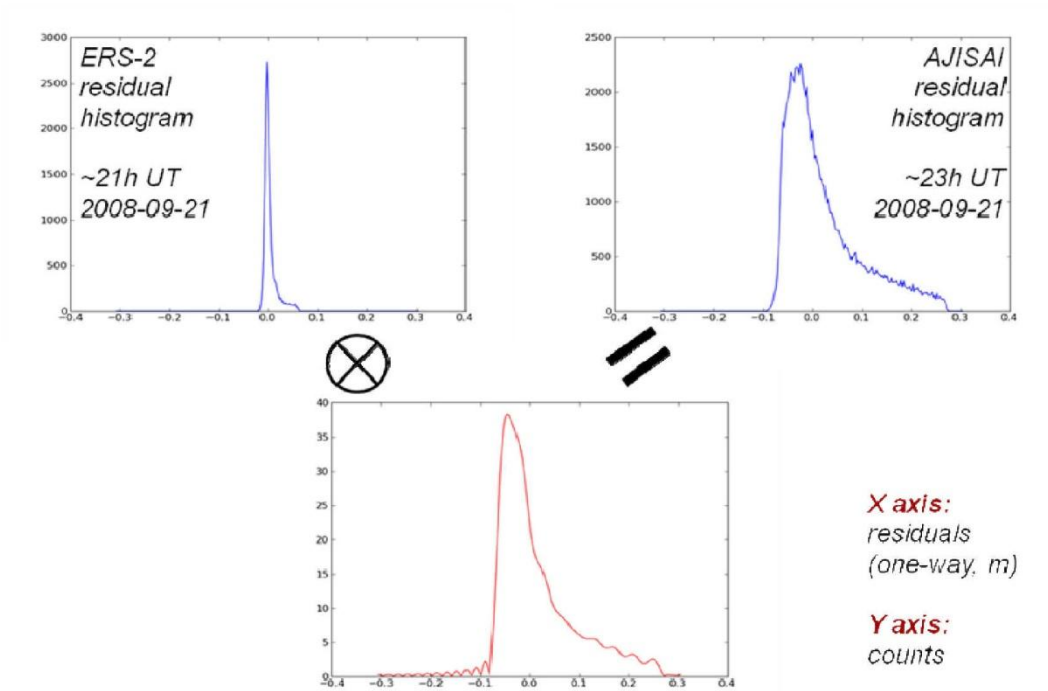 ERS-2
residual
histogram
~21h UT
2008-09-21
3000
2500
2000
1500
1000
500
0
−0.4 −0.3 −0.2 −0.1 0.0 0.1 0.2 0.3 0.4
AJISAI
residual
histogram
~23h UT
2008-09-21
2500
2000
1500
1000
500
0
−0.4 −0.3 −0.2 −0.1 0.0 0.1 0.2 0.3 0.4
40
35
30
25
20
15
10
5
0
−0.4 −0.3 −0.2 −0.1 0.0 0.1 0.2 0.3 0.4
X axis:
residuals
(one-way, m)
Y axis:
counts